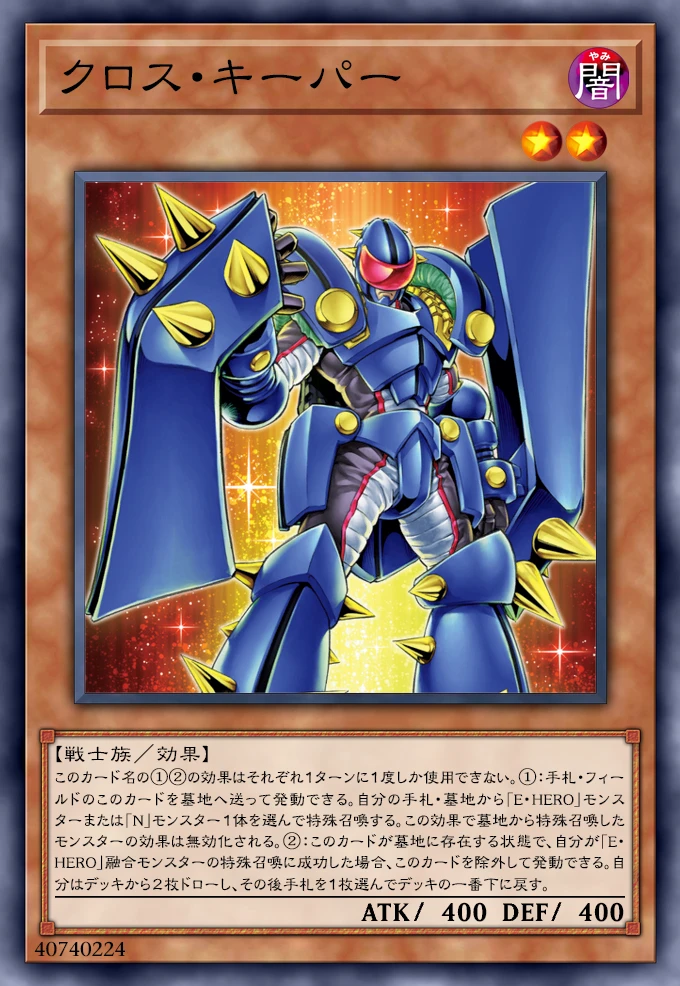 クロス・キーパー
やみ
闇
【戦士族／効果】
このカード名の①②の効果はそれぞれ1ターンに1度しか使用できない。①：手札・フィー
ルドのこのカードを墓地へ送って発動できる。自分の手札・墓地から「E・HERO」モンス
ターまたは「N」モンスター1体を選んで特殊召喚する。この効果で墓地から特殊召喚した
モンスターの効果は無効化される。②：このカードが墓地に存在する状態で、自分が「E・
HERO」融合モンスターの特殊召喚に成功した場合、このカードを除外して発動できる。自
分はデッキから2枚ドローし、その後手札を1枚選んでデッキの一番下に戻す。
ATK/ 400 DEF/ 400
40740224